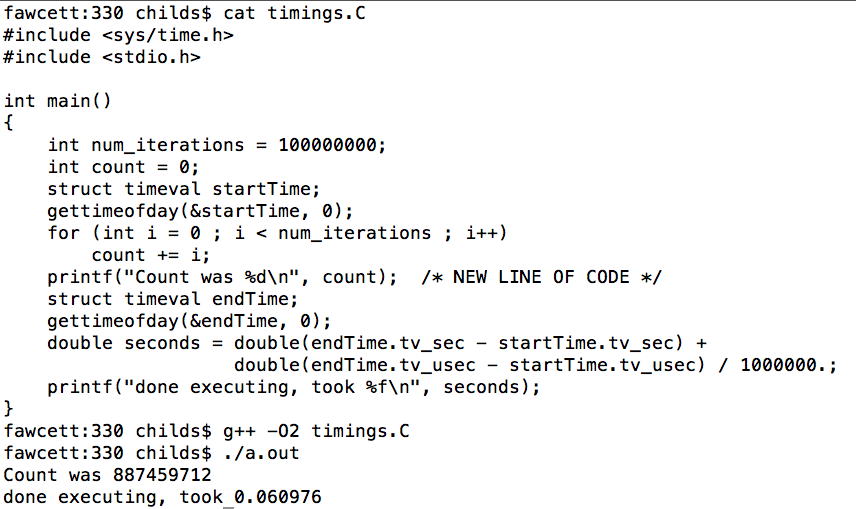 fawcett:330 childs$ cat timings.C
#include <sys/time.h>
#include <stdio.h>
int main()
{
    int num_iterations = 100000000;
    int count = 0;
    struct timeval startTime;
    gettimeofday(&startTime, 0);
    for (int i = 0 ; i < num_iterations ; i++)
        count += i;
    printf("Count was %d\n", count);  /* NEW LINE OF CODE */
    struct timeval endTime;
    gettimeofday(&endTime, 0);
    double seconds = double(endTime.tv_sec - startTime.tv_sec) +
                     double(endTime.tv_usec - startTime.tv_usec) / 1000000.;
    printf("done executing, took %f\n", seconds);
}
fawcett:330 childs$ g++ -O2 timings.C
fawcett:330 childs$ ./a.out
Count was 887459712
done executing, took 0.060976